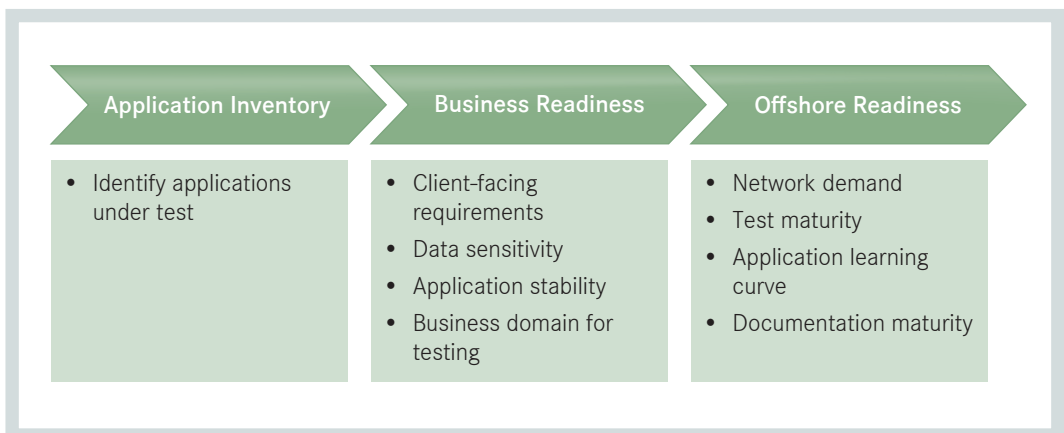 Application Inventory
• Identify applications
under test
Business Readiness
• Client-facing
requirements
• Data sensitivity
• Application stability
• Business domain for
testing
Offshore Readiness
• Network demand
• Test maturity
• Application learning
curve
• Documentation maturity